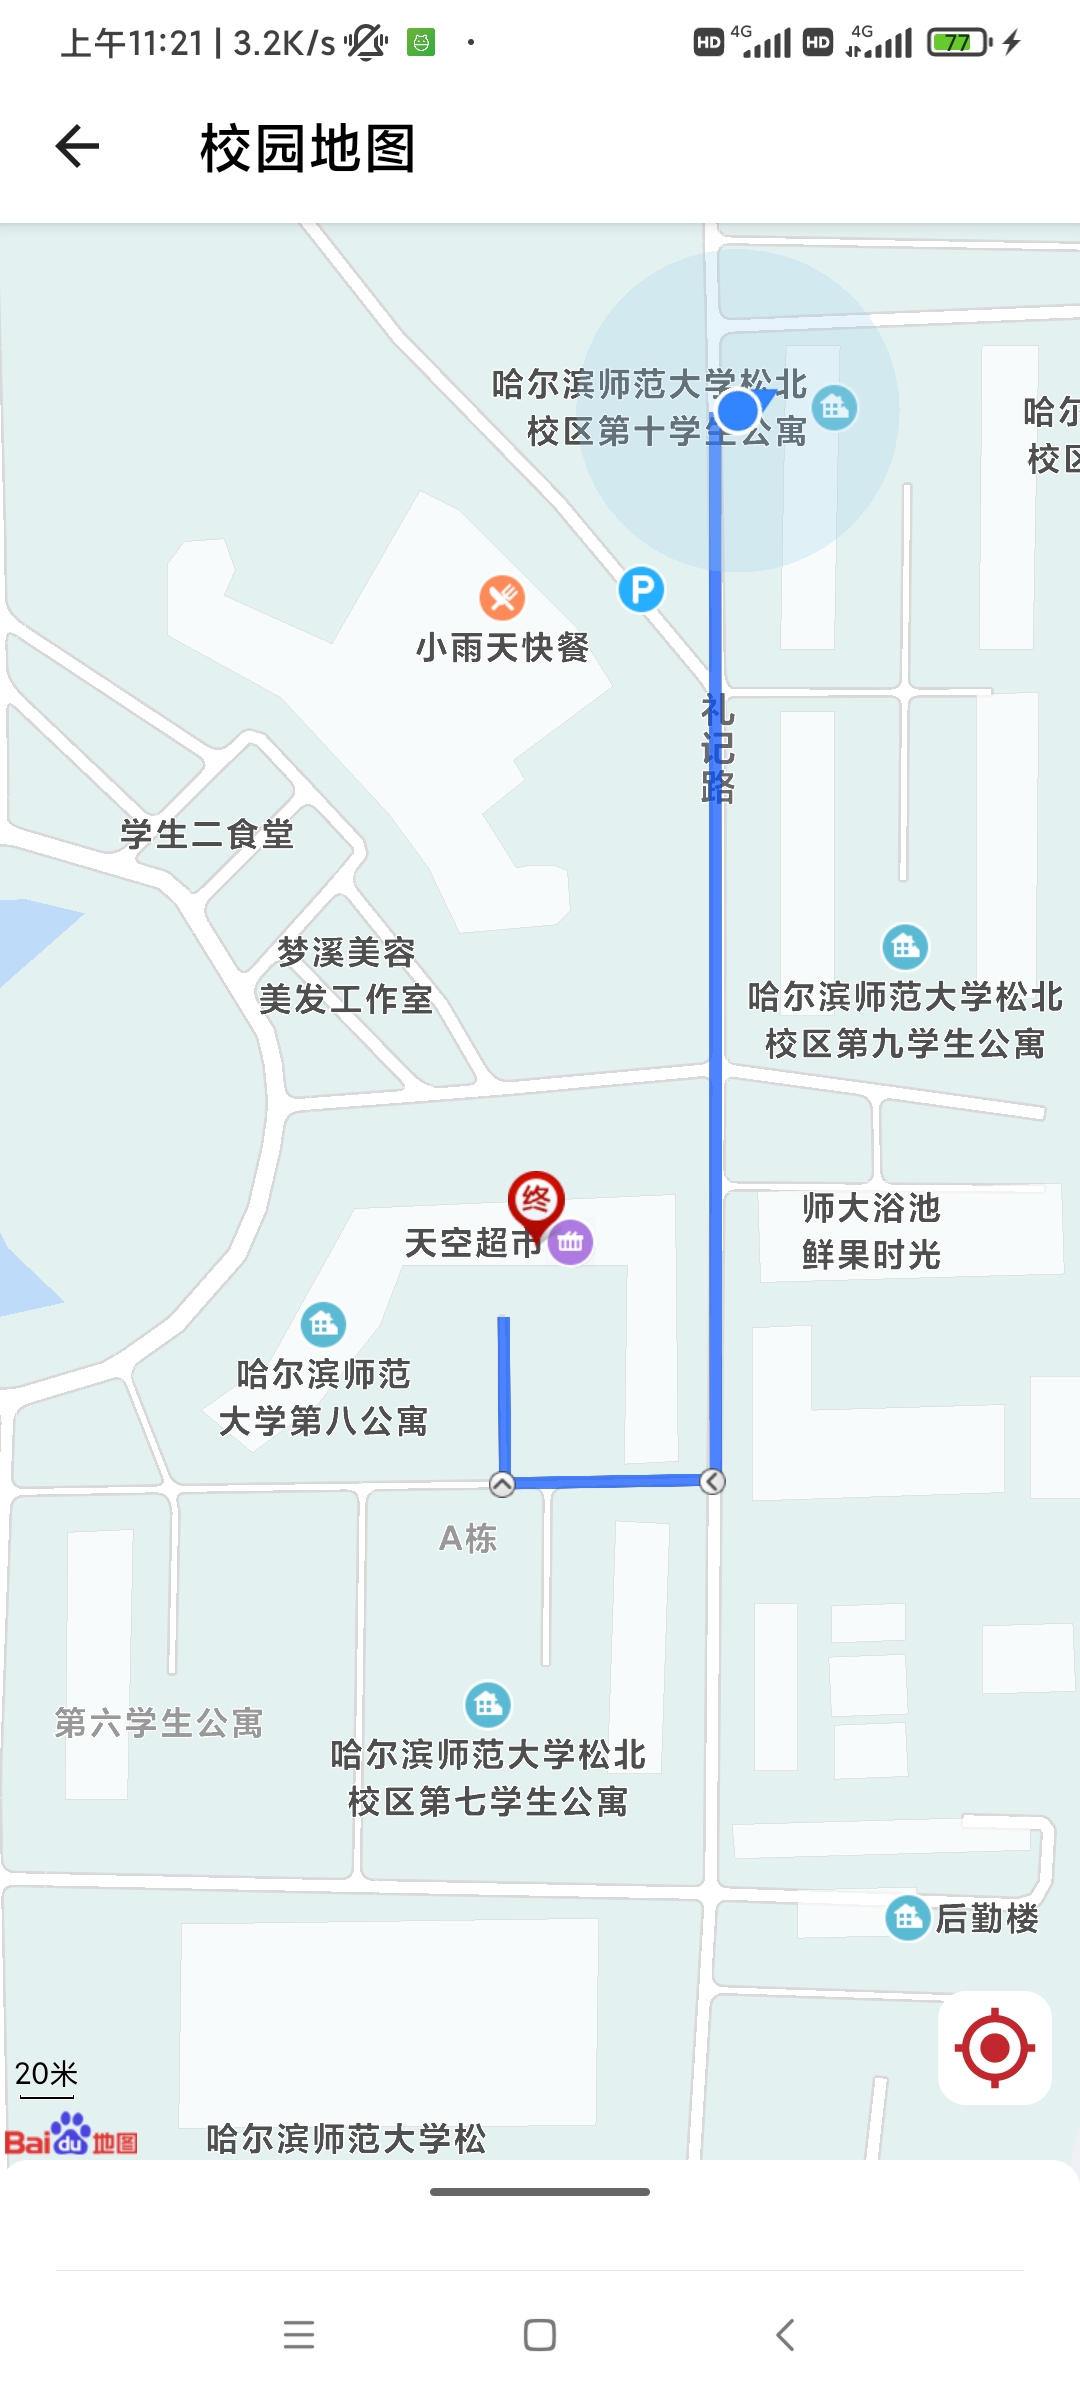 上午11:21 | 3.2K/s
HD 4G HD 4G 77
校园地图
哈尔滨师范大学松北
校区第十学生公寓
哈尔
校区
P
小雨天快餐
礼记路
学生二食堂
梦溪美容
美发工作室
哈尔滨师范大学松北
校区第九学生公寓
终
天空超市
师大浴池
鲜果时光
哈尔滨师范
大学第八公寓
A栋
第六学生公寓
哈尔滨师范大学松北
校区第七学生公寓
后勤楼
20米
Bai du 地图
哈尔滨师范大学松